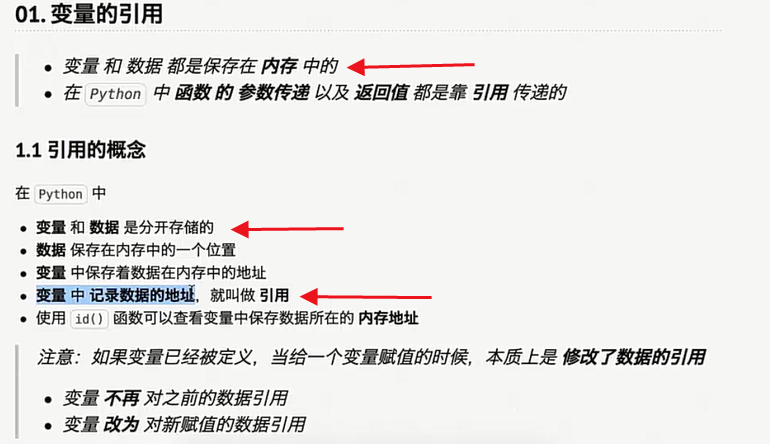 01. 变量的引用
变量 和 数据 都是保存在 内存 中的
在 Python 中 函数 的 参数传递 以及 返回值 都是靠 引用 传递的
1.1 引用的概念
在 Python 中
变量 和 数据 是分开存储的
数据 保存在内存中的一个位置
变量 中保存着数据在内存中的地址
变量 中 记录数据的地址，就叫做 引用
使用 id() 函数可以查看变量中保存数据所在的 内存地址
注意：如果变量已经被定义，当给一个变量赋值的时候，本质上是 修改了数据的引用
变量 不再 对之前的数据引用
变量 改为 对新赋值的数据引用